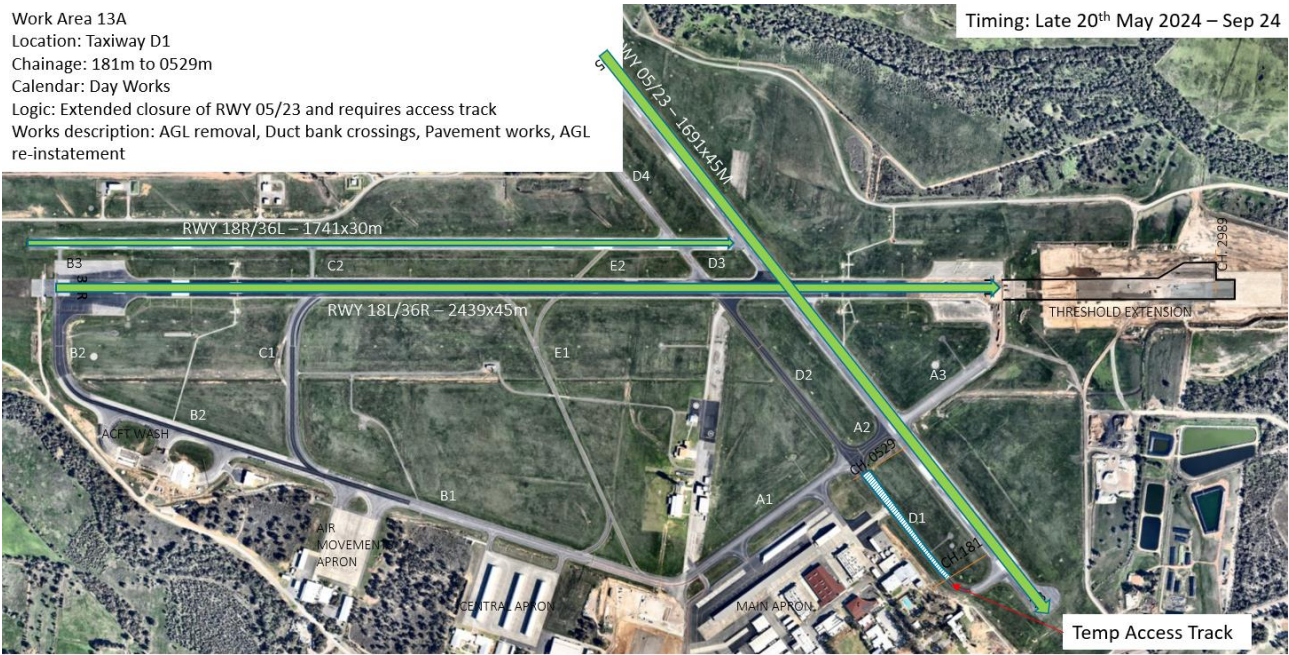 Work Area 13A
Location: Taxiway D1
Chainage: 181m to 0529m
Calendar: Day Works
Logic: Extended closure of RWY 05/23 and requires access track
Works description: AGL removal, Duct bank crossings, Pavement works, AGL
re-instatement
Timing: Late 20th May 2024 – Sep 24
RWY 05/23 – 1691x45M
D4
RWY 18R/36L – 1741x30m
B3
C2
E2
D3
CH. 2989
RWY 18L/36R – 2439x45m
THRESHOLD EXTENSION
B2
C1
E1
D2
A3
B2
ACFT WASH
A2
CH. 0529
B1
A1
D1
AIR
MOVEMENT
APRON
CH.181
CENTRAL APRON
MAIN APRON
Temp Access Track